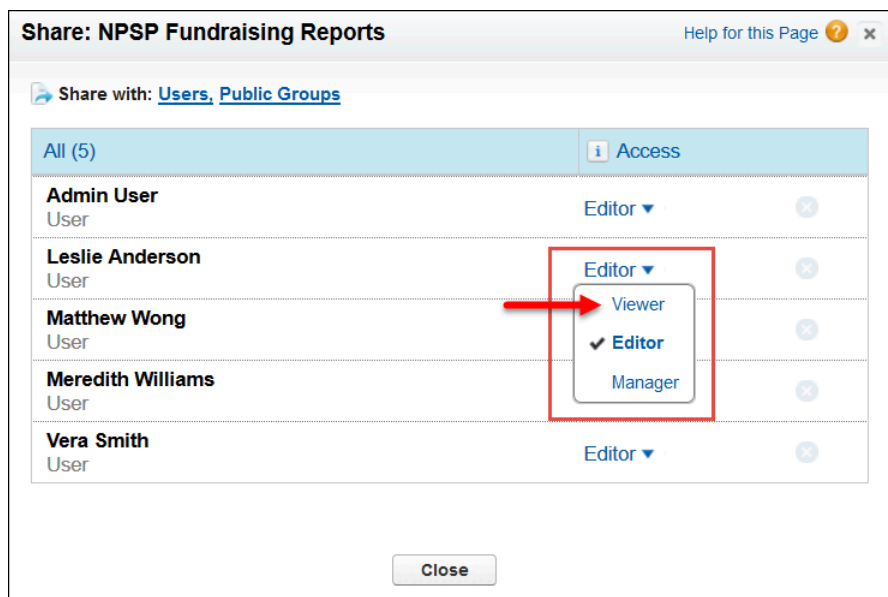 Share: NPSP Fundraising Reports Help for this Page ? x
Share with: Users, Public Groups
All (5) i Access
Admin User
User
Editor
Leslie Anderson
User
Editor
Viewer
Editor
Manager
Matthew Wong
User
Meredith Williams
User
Vera Smith
User
Editor
Close